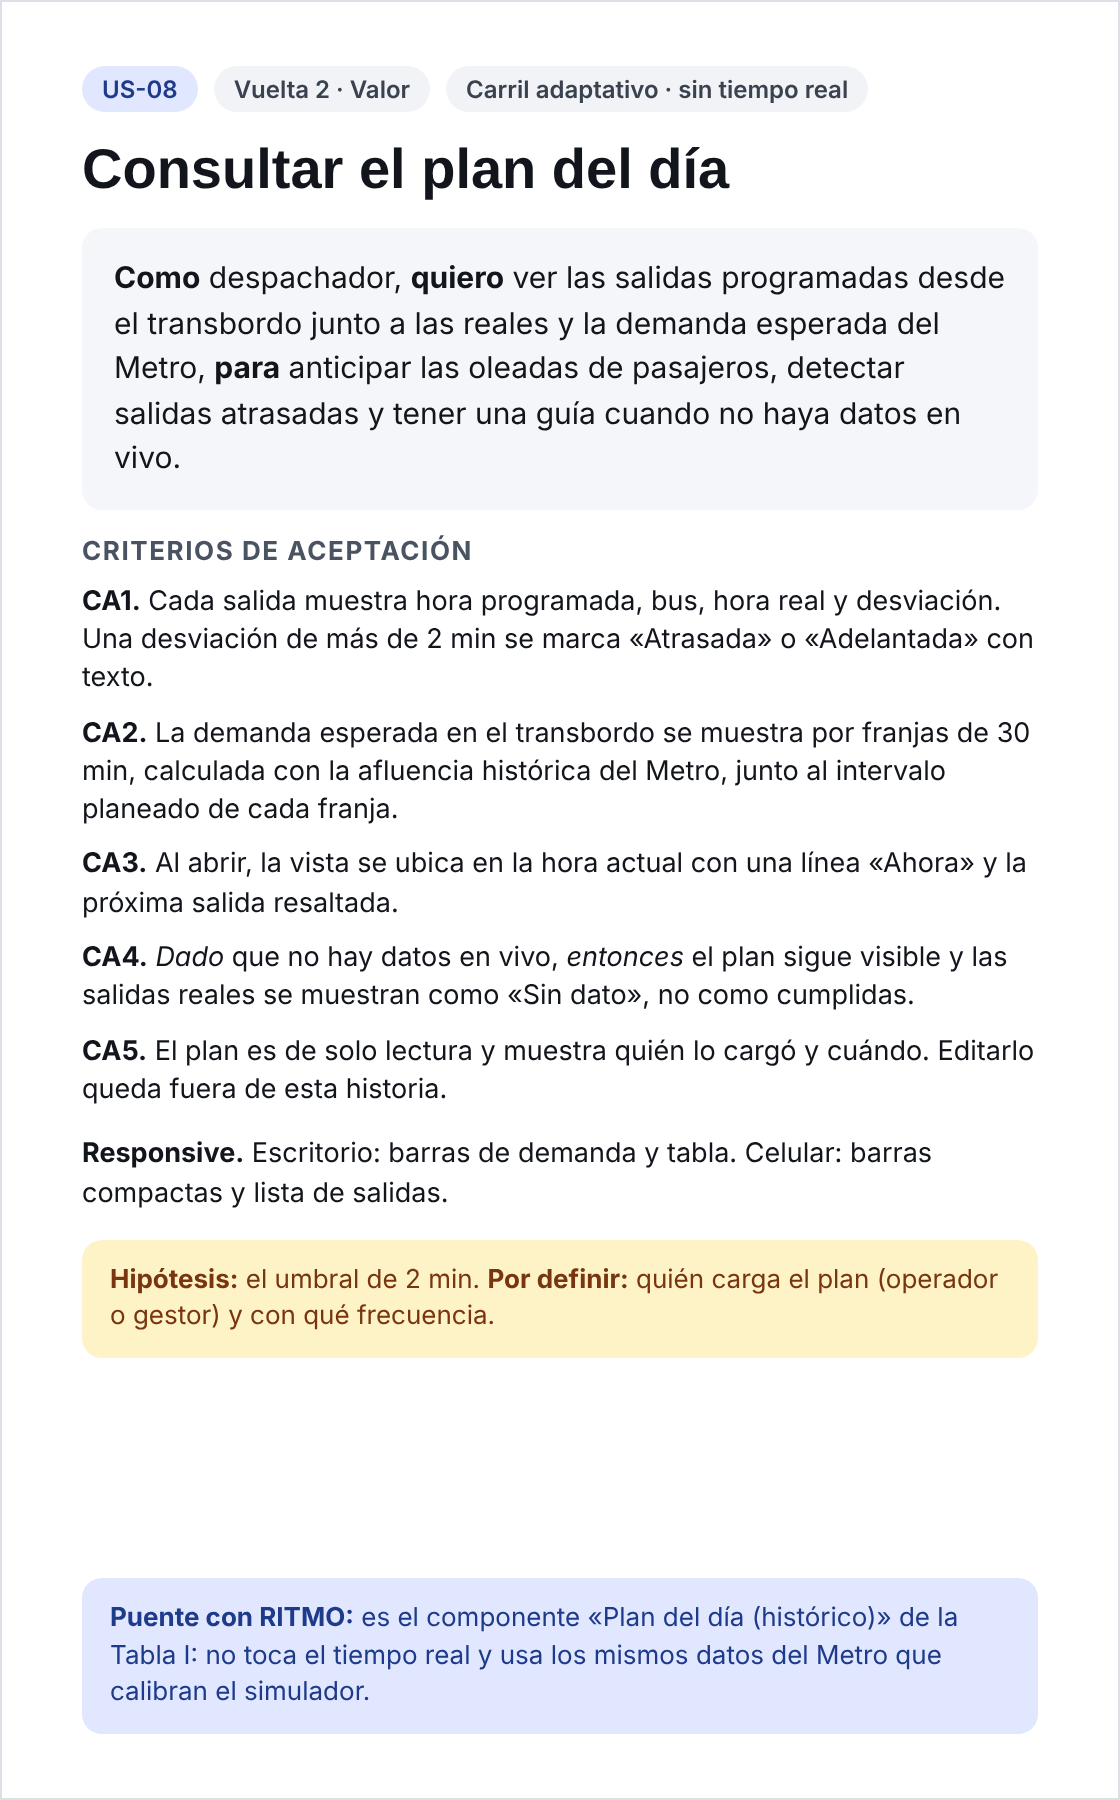 US-08
Vuelta 2 · Valor
Carril adaptativo · sin tiempo real
Consultar el plan del día
Como despachador, quiero ver las salidas programadas desde
el transbordo junto a las reales y la demanda esperada del
Metro, para anticipar las oleadas de pasajeros, detectar
salidas atrasadas y tener una guía cuando no haya datos en
vivo.
CRITERIOS DE ACEPTACIÓN
CA1. Cada salida muestra hora programada, bus, hora real y desviación.
Una desviación de más de 2 min se marca «Atrasada» o «Adelantada» con
texto.
CA2. La demanda esperada en el transbordo se muestra por franjas de 30
min, calculada con la afluencia histórica del Metro, junto al intervalo
planeado de cada franja.
CA3. Al abrir, la vista se ubica en la hora actual con una línea «Ahora» y la
próxima salida resaltada.
CA4. Dado que no hay datos en vivo, entonces el plan sigue visible y las
salidas reales se muestran como «Sin dato», no como cumplidas.
CA5. El plan es de solo lectura y muestra quién lo cargó y cuándo. Editarlo
queda fuera de esta historia.
Responsive. Escritorio: barras de demanda y tabla. Celular: barras
compactas y lista de salidas.
Hipótesis: el umbral de 2 min. Por definir: quién carga el plan (operador
o gestor) y con qué frecuencia.
Puente con RITMO: es el componente «Plan del día (histórico)» de la
Tabla I: no toca el tiempo real y usa los mismos datos del Metro que
calibran el simulador.